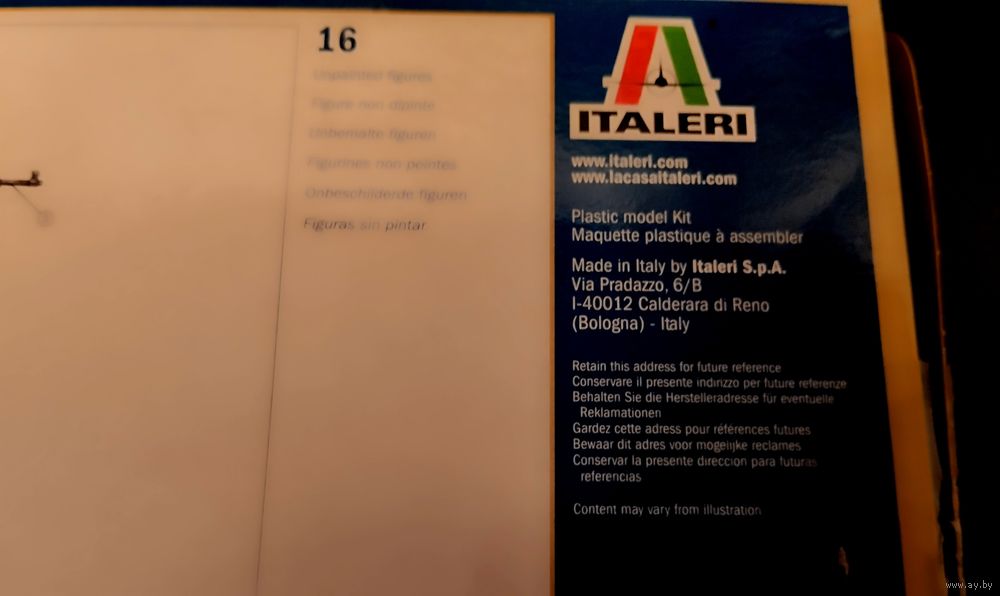 16
Unpainted figures
Figure non dipinte
Unbemalte figuren
Figurines non peintes
Onbeschilderde figuren
Figuras sin pintar
ITALERI
www.italeri.com
www.lacasaitaleri.com
Plastic model Kit
Maquette plastique à assembler
Made in Italy by Italeri S.p.A.
Via Pradazzo, 6/B
I-40012 Calderara di Reno
(Bologna) - Italy
Retain this address for future reference
Conservare il presente indirizzo per future referenze
Behalten Sie die Herstelleradresse für eventuelle
Reklamationen
Gardez cette adress pour références futures
Bewaar dit adres voor mogelijke reclames
Conservar la presente direccion para futuras
referencias
Content may vary from illustration
www.ay.by